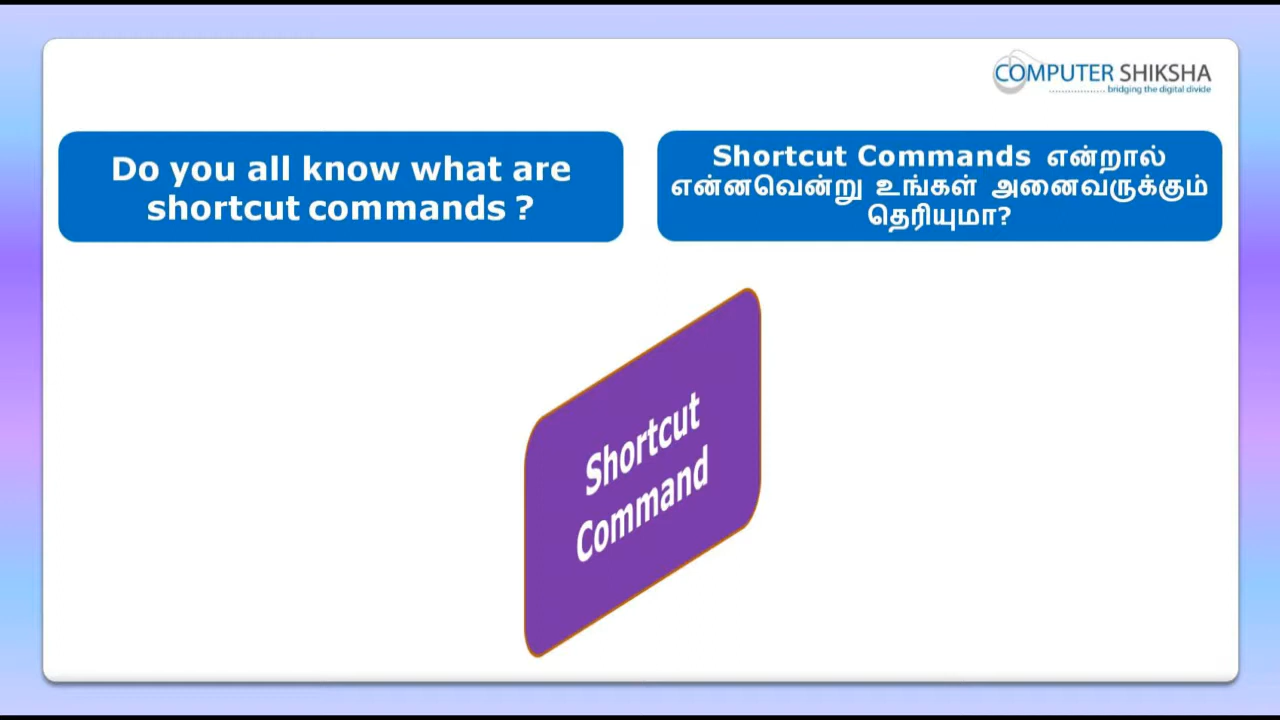 COMPUTER SHIKSHA
bridging the digital divide
Do you all know what are
shortcut commands ?
Shortcut Commands என்றால்
என்னவென்று உங்கள் அனைவருக்கும்
தெரியுமா?
Shortcut
Command